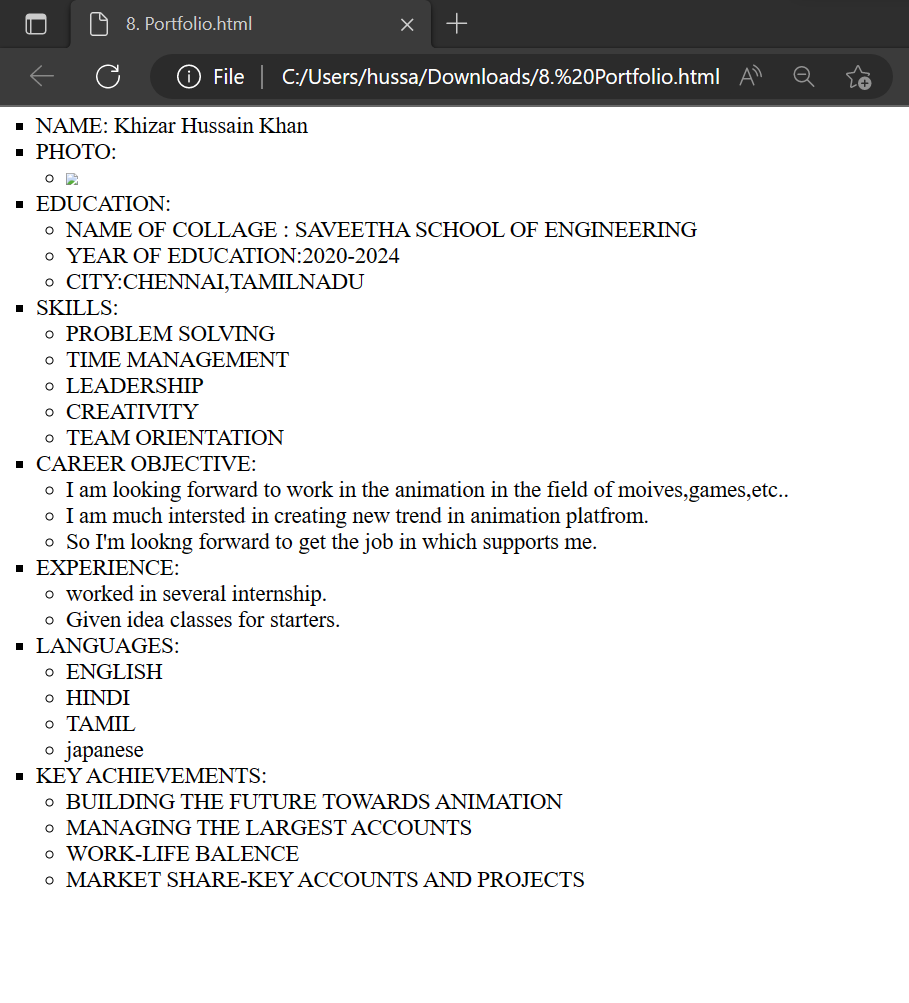 8. Portfolio.html
File
C:/Users/hussa/Downloads/8.%20Portfolio.html
NAME: Khizar Hussain Khan
PHOTO:
EDUCATION:
NAME OF COLLAGE : SAVEETHA SCHOOL OF ENGINEERING
YEAR OF EDUCATION:2020-2024
CITY:CHENNAI,TAMILNADU
SKILLS:
PROBLEM SOLVING
TIME MANAGEMENT
LEADERSHIP
CREATIVITY
TEAM ORIENTATION
CAREER OBJECTIVE:
I am looking forward to work in the animation in the field of moives,games,etc..
I am much intersted in creating new trend in animation platfrom.
So I'm lookng forward to get the job in which supports me.
EXPERIENCE:
worked in several internship.
Given idea classes for starters.
LANGUAGES:
ENGLISH
HINDI
TAMIL
japanese
KEY ACHIEVEMENTS:
BUILDING THE FUTURE TOWARDS ANIMATION
MANAGING THE LARGEST ACCOUNTS
WORK-LIFE BALENCE
MARKET SHARE-KEY ACCOUNTS AND PROJECTS